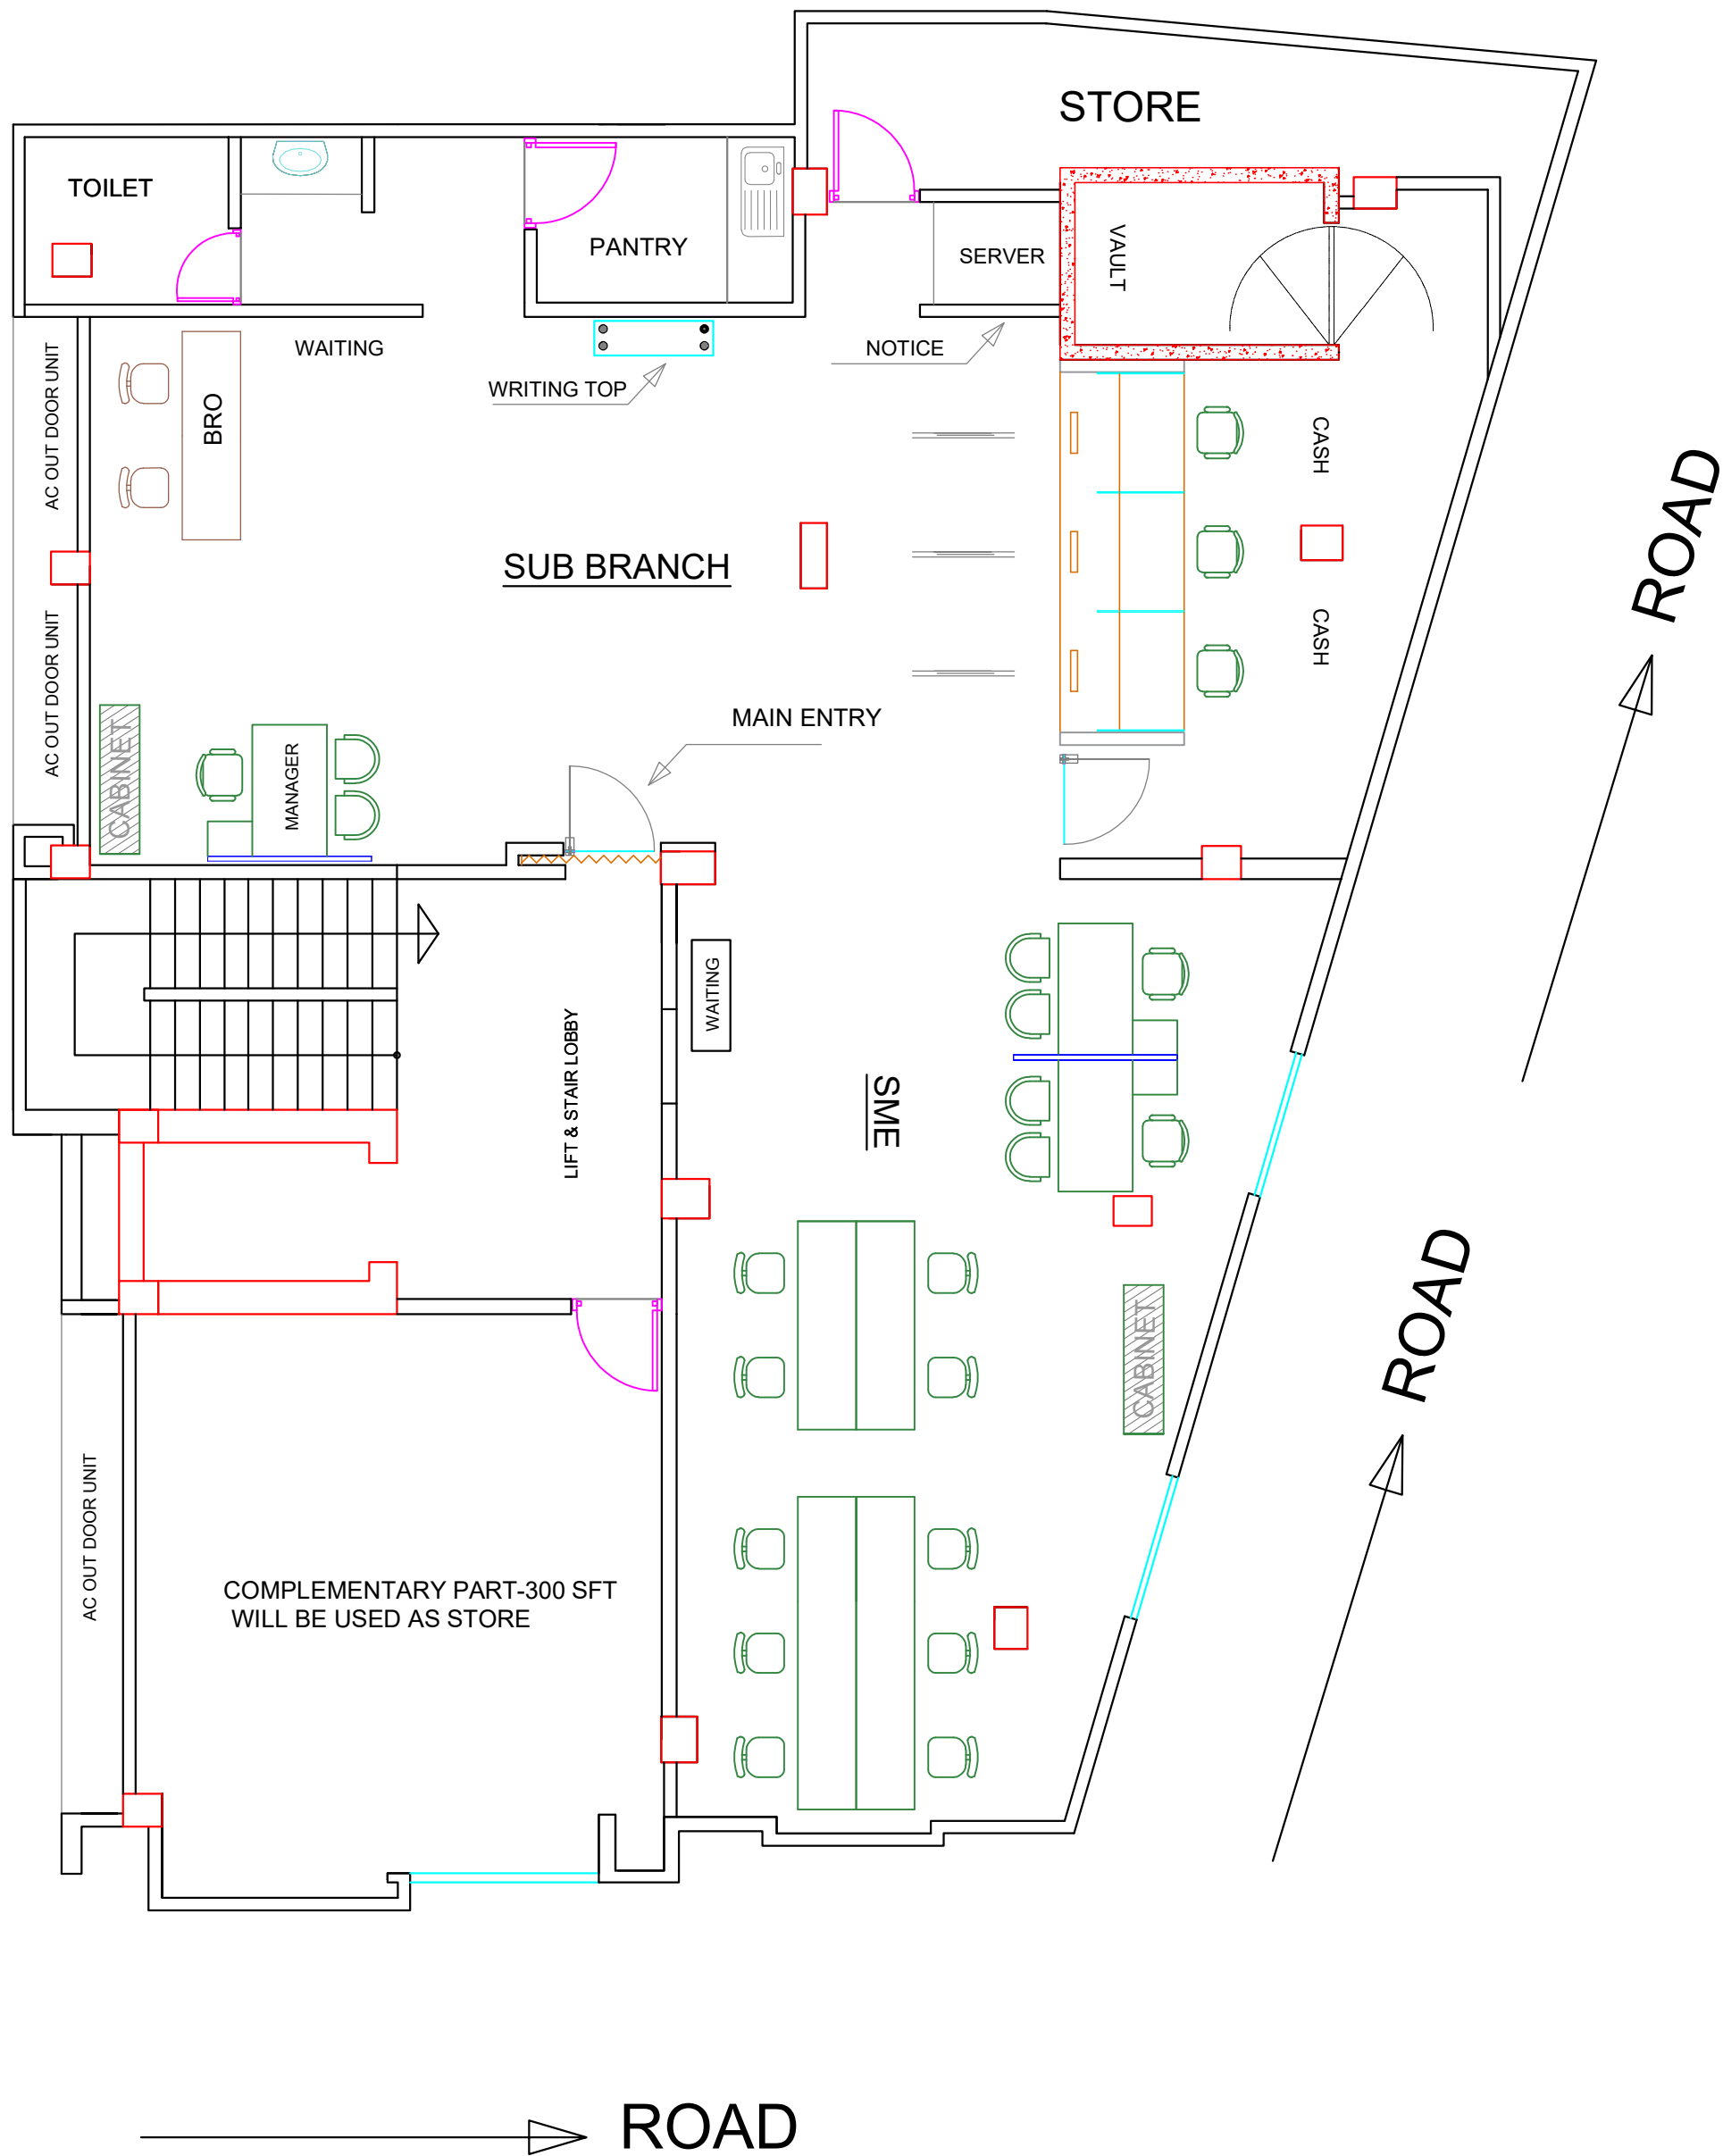 STORE
TOILET
PANTRY
SERVER
VAULT
WAITING
NOTICE
WRITING TOP
AC OUT DOOR UNIT
BRO
CASH
ROAD
SUB BRANCH
CASH
AC OUT DOOR UNIT
MAIN ENTRY
CABINET
MANAGER
WAITING
LIFT & STAIR LOBBY
SME
ROAD
CABINET
AC OUT DOOR UNIT
COMPLEMENTARY PART-300 SFT
WILL BE USED AS STORE
ROAD